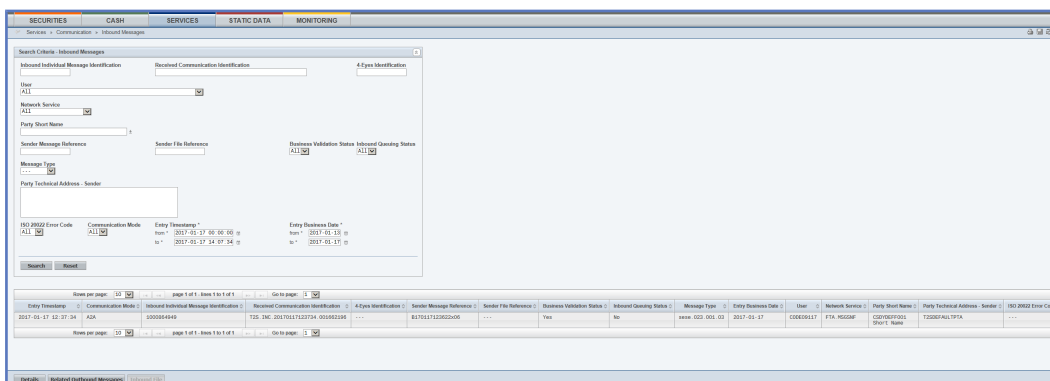 SECURITIES CASH SERVICES STATIC DATA MONITORING
Services » Communication » Inbound Messages
Search Criteria - Inbound Messages
Inbound Individual Message Identification Received Communication Identification 4-Eyes Identification
User
All
Network Service
All
Party Short Name
Sender Message Reference Sender File Reference Business Validation Status Inbound Queuing Status
All All
Message Type
---
Party Technical Address - Sender
ISO 20022 Error Code Communication Mode Entry Timestamp * Entry Business Date *
All All from * 2017-01-17 00:00:00 from * 2017-01-13
to * 2017-01-17 14:07:34 to * 2017-01-17
Search Reset
Rows per page: 10 page 1 of 1 - lines 1 to 1 of 1 Go to page: 1
Entry Timestamp Communication Mode Inbound Individual Message Identification Received Communication Identification 4-Eyes Identification Sender Message Reference Sender File Reference Business Validation Status Inbound Queuing Status Message Type Entry Business Date User Network Service Party Short Name Party Technical Address - Sender ISO 20022 Error Co
2017-01-17 12:37:34 A2A 1000964949 T2S.INC.20170117123734.001062196 --- B170117123622x06 --- Yes No sese.023.001.03 2017-01-17 FTA MSGSNF
Short Name
Rows per page: 10 page 1 of 1 - lines 1 to 1 of 1 Go to page: 1
Details Related Outbound Messages Inbound File